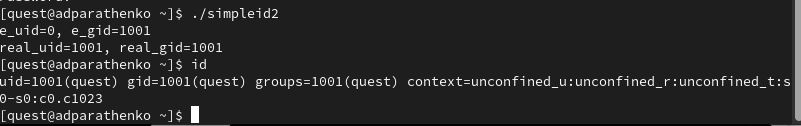 [quest@adparathenko ~]$ ./simpleid2
e_uid=0, e_gid=1001
real_uid=1001, real_gid=1001
[quest@adparathenko ~]$ id
uid=1001(quest) gid=1001(quest) groups=1001(quest) context=unconfined_u:unconfined_r:unconfined_t:s
0-s0:c0.c1023
[quest@adparathenko ~]$